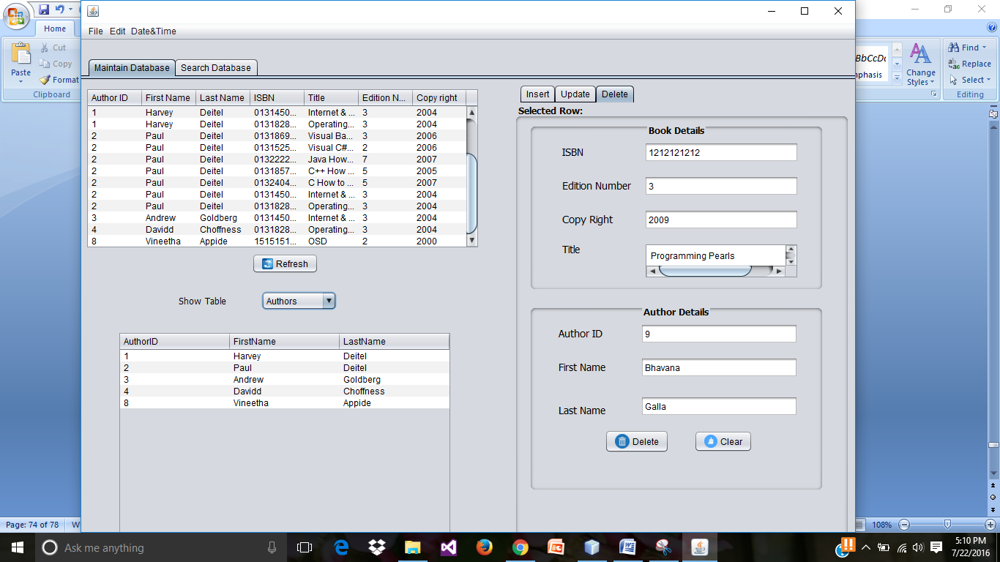 Home
Cut
Copy
Format
Paste
Clipboard
File Edit Date&Time
Maintain Database Search Database
Author ID First Name Last Name ISBN Title Edition N... Copy right
1 Harvey Deitel 0131450... Internet & ... 3 2004
1 Harvey Deitel 0131828... Operating... 3 2004
2 Paul Deitel 0131869... Visual Ba... 3 2006
2 Paul Deitel 0131525... Visual C#... 2 2006
2 Paul Deitel 0132222... Java How... 7 2007
2 Paul Deitel 0131857... C++ How ... 5 2005
2 Paul Deitel 0132404... C How to ... 5 2007
2 Paul Deitel 0131450... Internet & ... 3 2004
2 Paul Deitel 0131828... Operating... 3 2004
3 Andrew Goldberg 0131450... Internet & ... 3 2004
4 Davidd Choffness 0131828... Operating... 3 2004
8 Vineetha Appide 1515151... OSD 2 2000
Refresh
Show Table Authors
AuthorID FirstName LastName
1 Harvey Deitel
2 Paul Deitel
3 Andrew Goldberg
4 Davidd Choffness
8 Vineetha Appide
Insert Update Delete
Selected Row:
Book Details
ISBN 1212121212
Edition Number 3
Copy Right 2009
Title Programming Pearls
Author Details
Author ID 9
First Name Bhavana
Last Name Galla
Delete Clear
BbCcDc
mphasis
Change
Styles
Find
Replace
Select
Editing
Page: 74 of 78 W
108%
Ask me anything
5:10 PM
7/22/2016